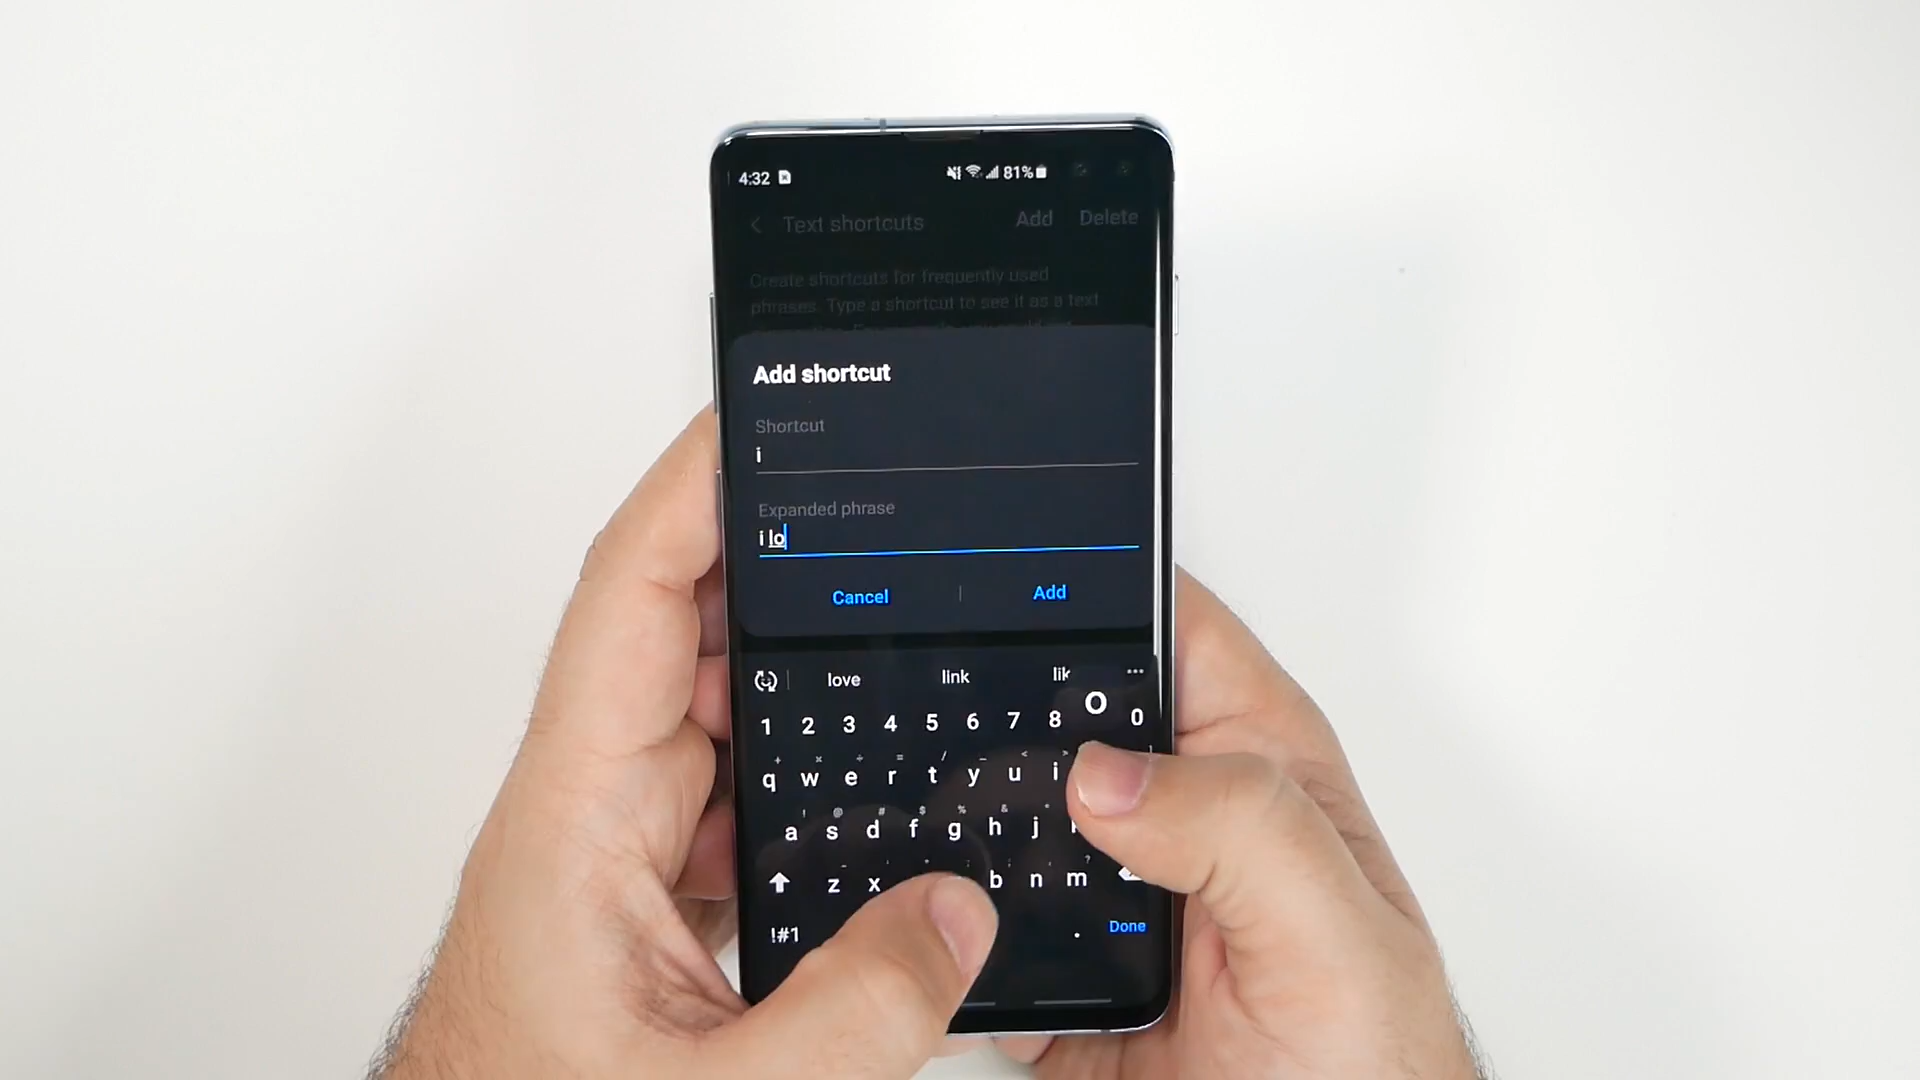 4:32 81%
Text shortcuts Add Delete
Create shortcuts for frequently used
phrases. Type a shortcut to see it as a text
Add shortcut
Shortcut
i
Expanded phrase
i lo
Cancel | Add
love link lik
O
1 2 3 4 5 6 7 8 0
q w e r t y u i
a s d f g h j
z x b n m
!#1 . Done